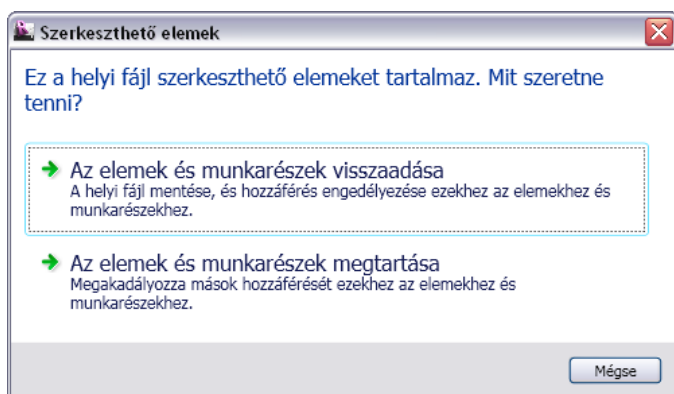 Szerkeszthető elemek
Ez a helyi fájl szerkeszthető elemeket tartalmaz. Mit szeretne
tenni?
Az elemek és munkarészek visszaadása
A helyi fájl mentése, és hozzáférés engedélyezése ezekhez az elemekhez és
munkarészekhez.
Az elemek és munkarészek megtartása
Megakadályozza mások hozzáférését ezekhez az elemekhez és
munkarészekhez.
Mégse